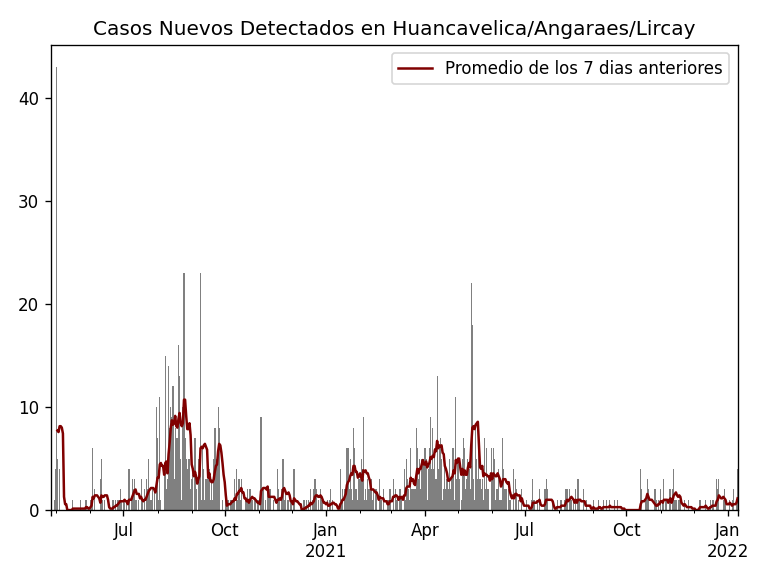 Casos Nuevos Detectados en Huancavelica/Angaraes/Lircay
Promedio de los 7 dias anteriores
40
30
20
10
0
Jul Oct Jan Apr Jul Oct Jan
2021 2022